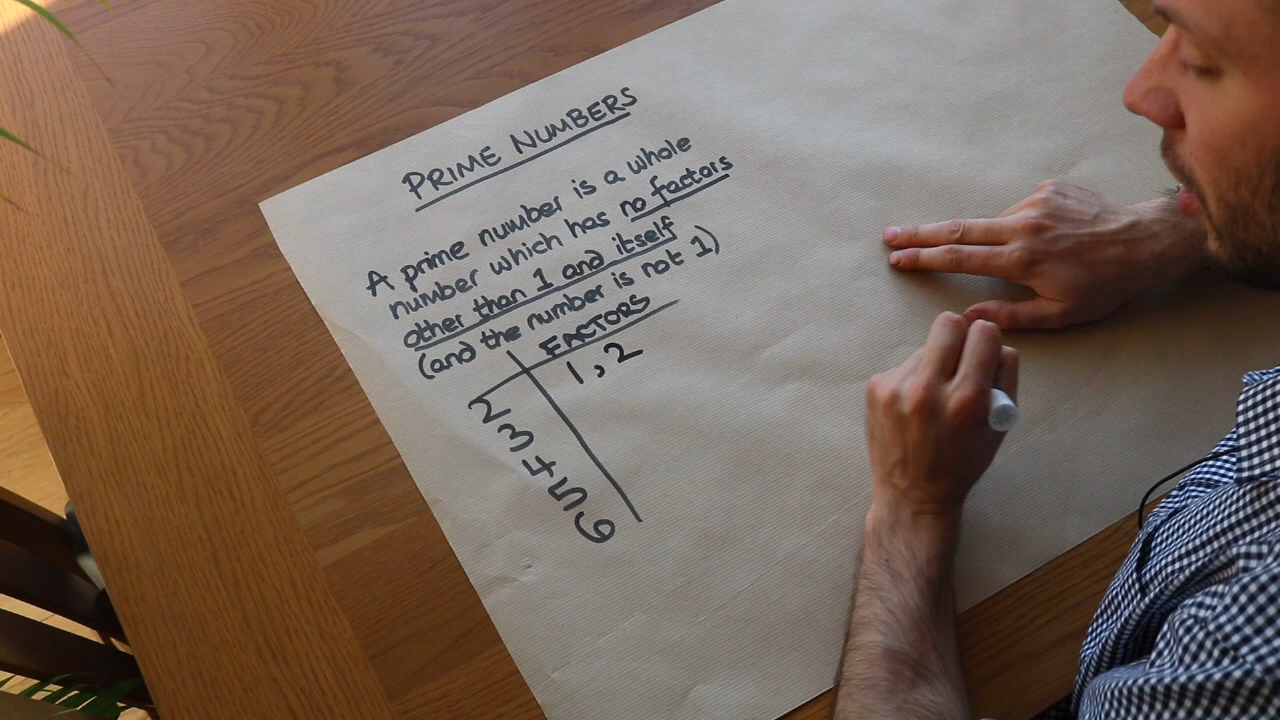 PRIME NUMBERS
A prime number is a whole
number which has no factors
other than 1 and itself
(and the number is not 1)
FACTORS
2 1, 2
3
4
5
6